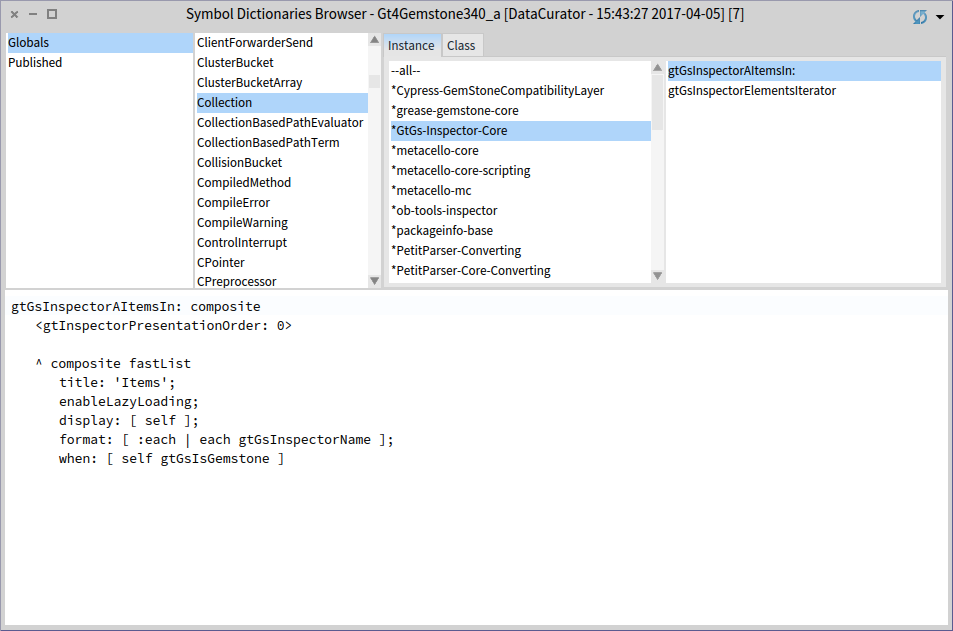 Symbol Dictionaries Browser - Gt4Gemstone340_a [DataCurator - 15:43:27 2017-04-05] [7]
Globals
Published
ClientForwarderSend
ClusterBucket
ClusterBucketArray
Collection
CollectionBasedPathEvaluator
CollectionBasedPathTerm
CollisionBucket
CompiledMethod
CompileError
CompileWarning
ControlInterrupt
CPointer
CPreprocessor
Instance
Class
--all--
*Cypress-GemStoneCompatibilityLayer
*grease-gemstone-core
*GtGs-Inspector-Core
*metacello-core
*metacello-core-scripting
*metacello-mc
*ob-tools-inspector
*packageinfo-base
*PetitParser-Converting
*PetitParser-Core-Converting
gtGsInspectorAItemsIn:
gtGsInspectorElementsIterator
gtGsInspectorAItemsIn: composite
<gtInspectorPresentationOrder: 0>
^ composite fastList
title: 'Items';
enableLazyLoading;
display: [ self ];
format: [ :each | each gtGsInspectorName ];
when: [ self gtGsIsGemstone ]